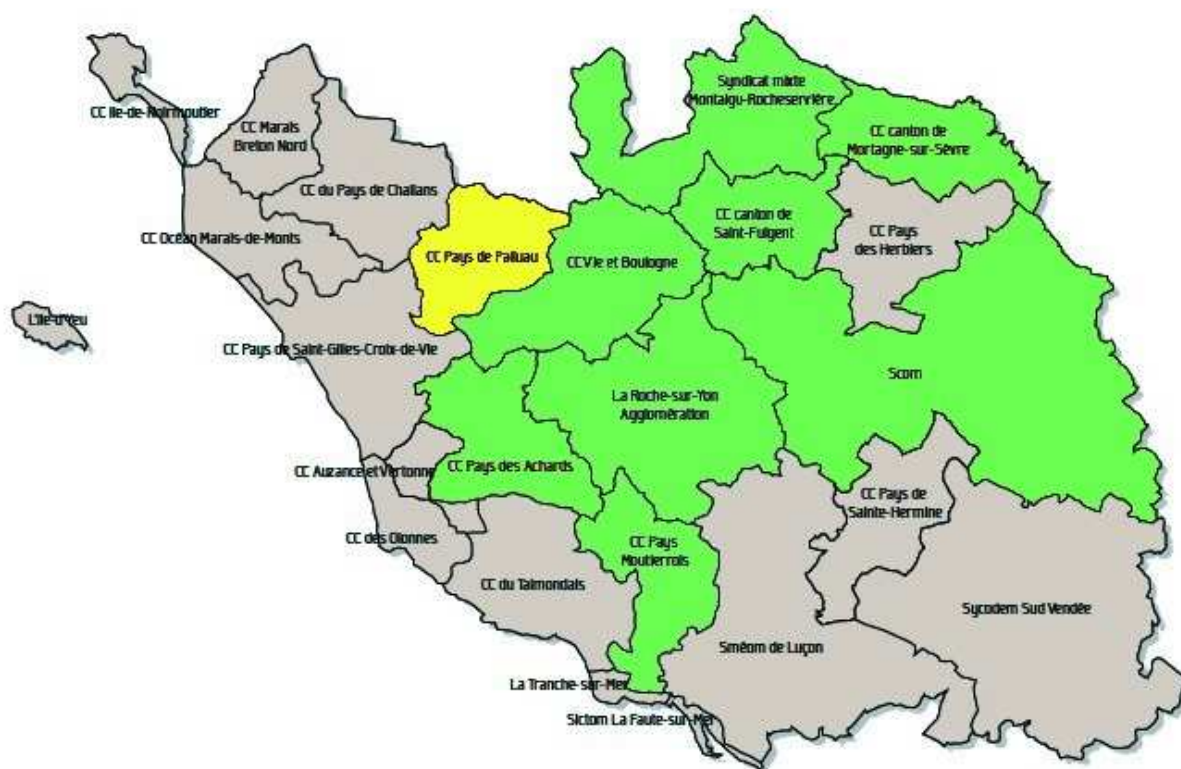 Syndicat mixte
Montaigu-Rocheservière
CC Ile-de-Noirmoutier
CC Marais
Breton Nord
CC canton de
Mortagne-sur-Sèvre
CC du Pays de Challans
CC canton de
Saint-Fulgent
CC Pays
des Herbiers
CC Océan Marais-de-Monts
CC Pays de Palluau
CC Vie et Boulogne
L'Ile-d'Yeu
CC Pays de Saint-Gilles-Croix-de-Vie
Scom
La Roche-sur-Yon
Agglomération
CC Auzance et Vertonne
CC Pays des Achards
CC Pays de
Sainte-Hermine
CC des Olonnes
CC Pays
Moutierrois
CC du Talmondais
Sycodem Sud Vendée
Sméom de Luçon
La Tranche-sur-Mer
Sictom La Faute-sur-Mer